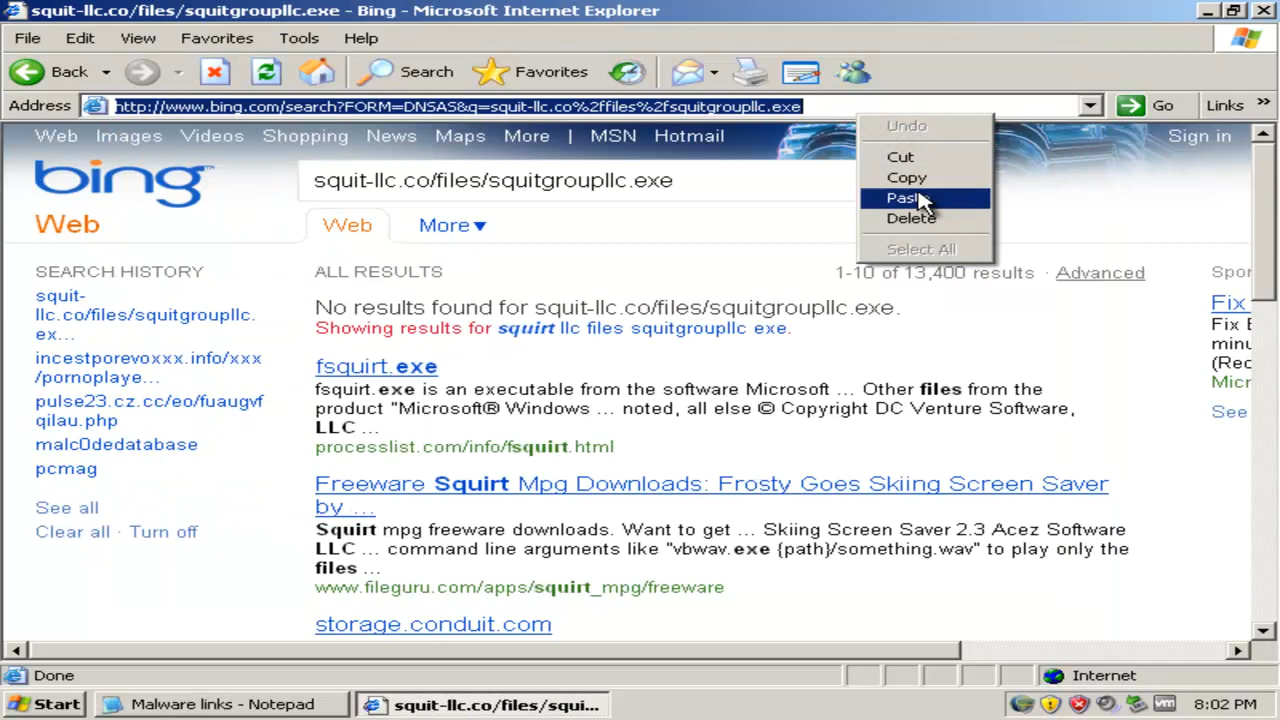 squit-llc.co/files/squitgroupllc.exe - Bing - Microsoft Internet Explorer
File Edit View Favorites Tools Help
Back Search Favorites
Address http://www.bing.com/search?FORM=DNSAS&q=squit-llc.co%2ffiles%2fsquitgroupllc.exe Go Links »
Web Images Videos Shopping News Maps More | MSN Hotmail Sign in
bing
squit-llc.co/files/squitgroupllc.exe
Undo
Cut
Copy
Delete
Select All
Web
Web More
SEARCH HISTORY
squit-
llc.co/files/squitgroupllc.
ex...
incestporevoxxx.info/xxx
/pornoplaye...
pulse23.cz.cc/eo/fuaugvf
qilau.php
malc0dedatabase
pcmag
See all
Clear all · Turn off
ALL RESULTS
1-10 of 13,400 results · Advanced
No results found for squit-llc.co/files/squitgroupllc.exe.
Showing results for squirt llc files squitgroupllc exe.
fsquirt.exe
fsquirt.exe is an executable from the software Microsoft ... Other files from the
product "Microsoft® Windows ... noted, all else © Copyright DC Venture Software,
LLC ...
processlist.com/info/fsquirt.html
Freeware Squirt Mpg Downloads: Frosty Goes Skiing Screen Saver
by ...
Squirt mpg freeware downloads. Want to get ... Skiing Screen Saver 2.3 Acez Software
LLC ... command line arguments like "vbwav.exe {path}/something.wav" to play only the
files ...
www.fileguru.com/apps/squirt_mpg/freeware
storage.conduit.com
Fix
See
Done Internet
Start Malware links - Notepad squit-llc.co/files/squi... 8:02 PM